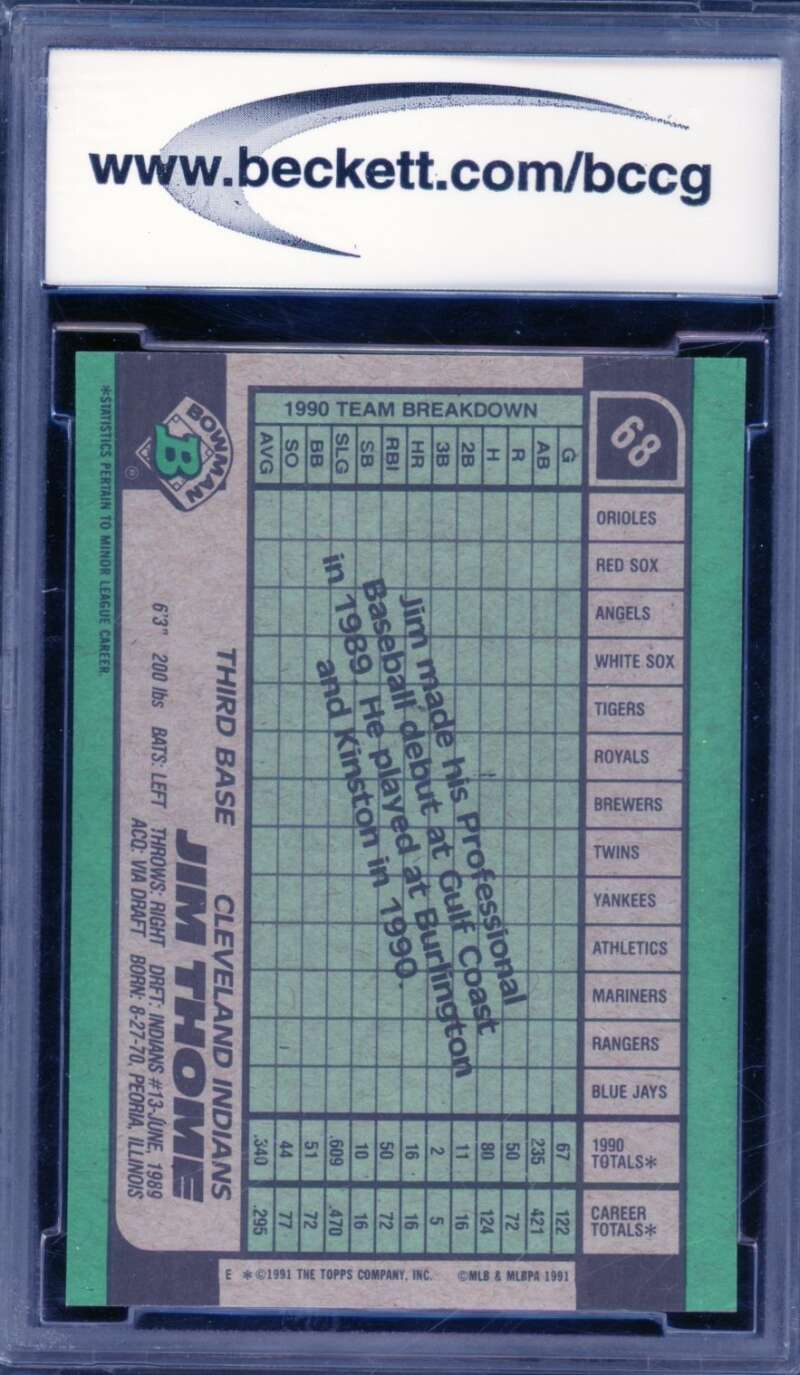 www.beckett.com/bccg
68
ORIOLES
RED SOX
ANGELS
WHITE SOX
TIGERS
ROYALS
BREWERS
TWINS
YANKEES
ATHLETICS
MARINERS
RANGERS
BLUE JAYS
1990 TOTALS*
CAREER TOTALS*
1990 TEAM BREAKDOWN
G 67 122
AB 235 421
R 50 72
H 80 124
2B 11 16
3B 2 5
HR 16 16
RBI 50 72
SB 10 16
SLG .609 .470
BB 51 72
SO 44 77
AVG .340 .295
Jim made his Professional
Baseball debut at Gulf Coast
in 1989. He played at Burlington
and Kinston in 1990.
BOWMAN
B
®
THIRD BASE CLEVELAND INDIANS
JIM THOME
6'3" 200 lbs BATS: LEFT THROWS: RIGHT DRFT: INDIANS #13-JUNE, 1989
ACQ: VIA DRAFT BORN: 8-27-70, PEORIA, ILLINOIS
*STATISTICS PERTAIN TO MINOR LEAGUE CAREER.
E *©1991 THE TOPPS COMPANY, INC. ©MLB & MLBPA 1991